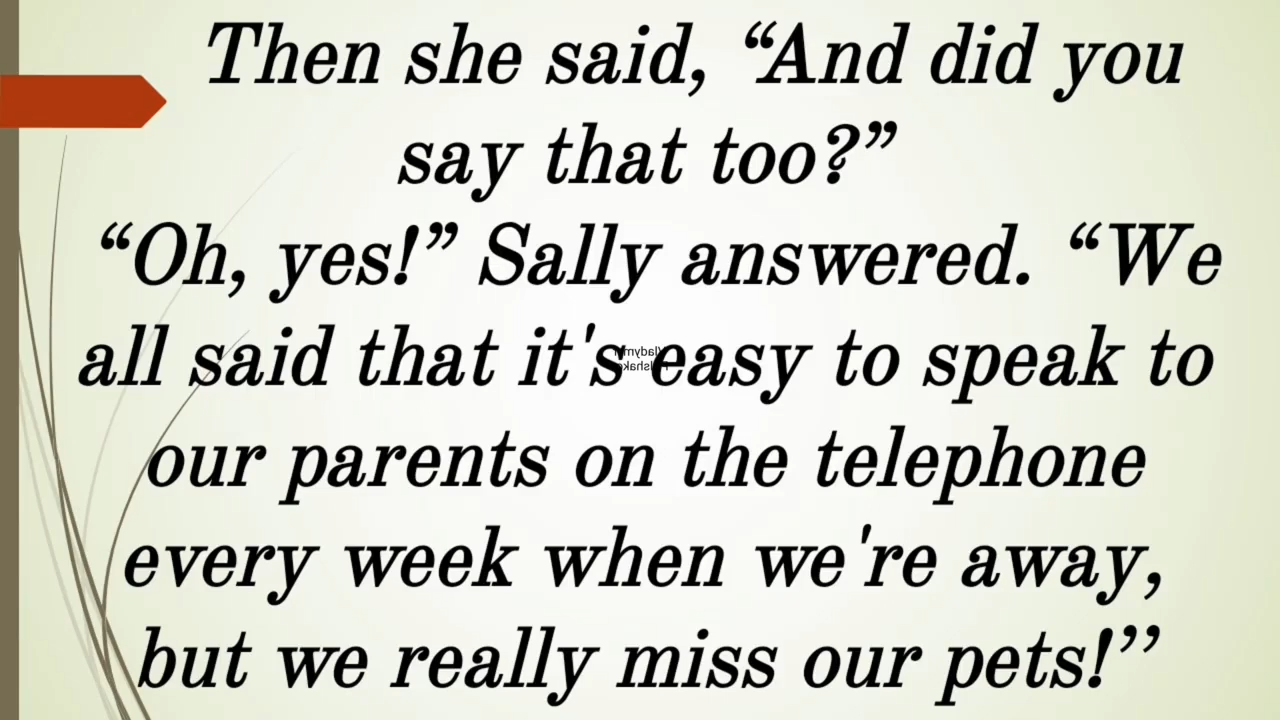 Then she said, “And did you
say that too?”
“Oh, yes!” Sally answered. “We
all said that it's easy to speak to
our parents on the telephone
every week when we're away,
but we really miss our pets!’’